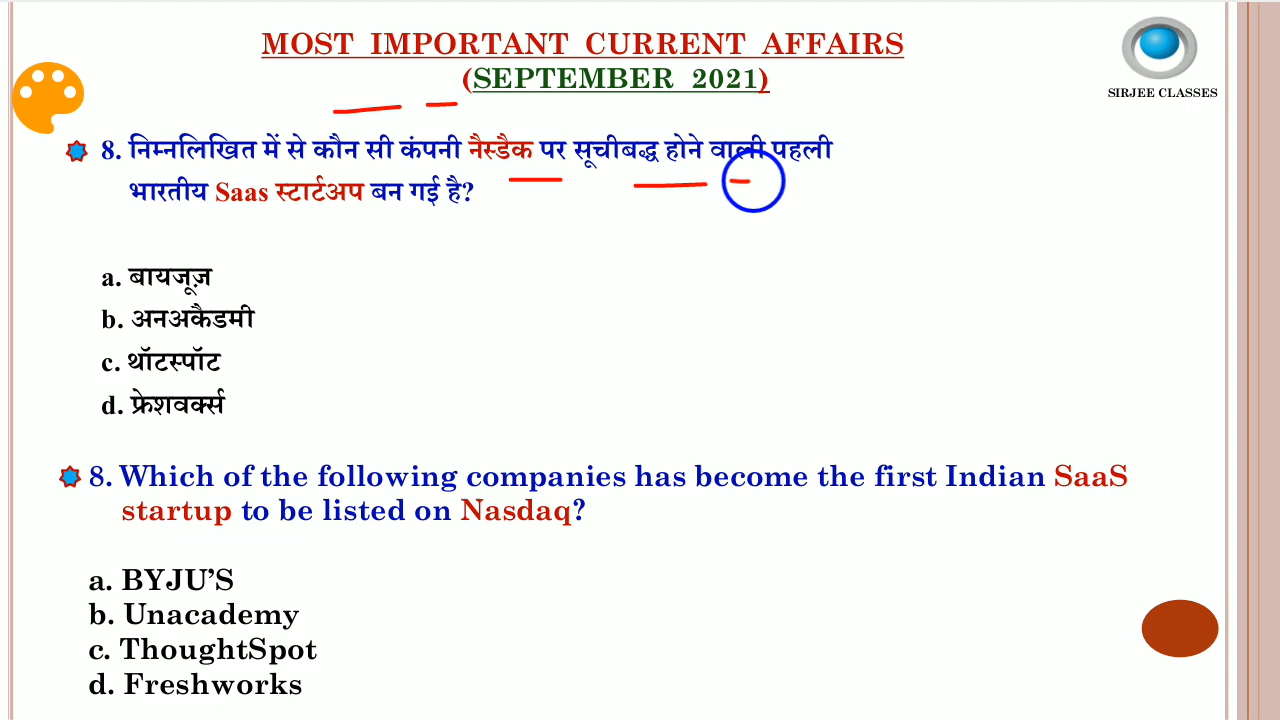 MOST IMPORTANT CURRENT AFFAIRS
(SEPTEMBER 2021)
SIRJEE CLASSES
8. निम्नलिखित में से कौन सी कंपनी नैस्डैक पर सूचीबद्ध होने वाली पहली
भारतीय Saas स्टार्टअप बन गई है?
a. बायजूज़
b. अनअकैडमी
c. थॉटस्पॉट
d. फ्रेशवर्क्स
8. Which of the following companies has become the first Indian SaaS
startup to be listed on Nasdaq?
a. BYJU’S
b. Unacademy
c. ThoughtSpot
d. Freshworks